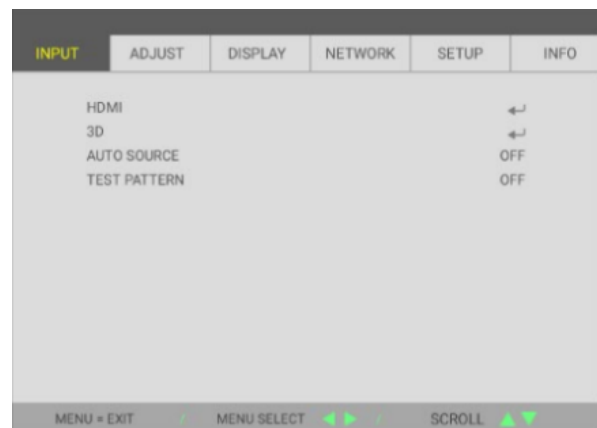 INPUT ADJUST DISPLAY NETWORK SETUP INFO
HDMI
3D
AUTO SOURCE OFF
TEST PATTERN OFF
MENU = EXIT / MENU SELECT ◀ ▶ / SCROLL ▲ ▼